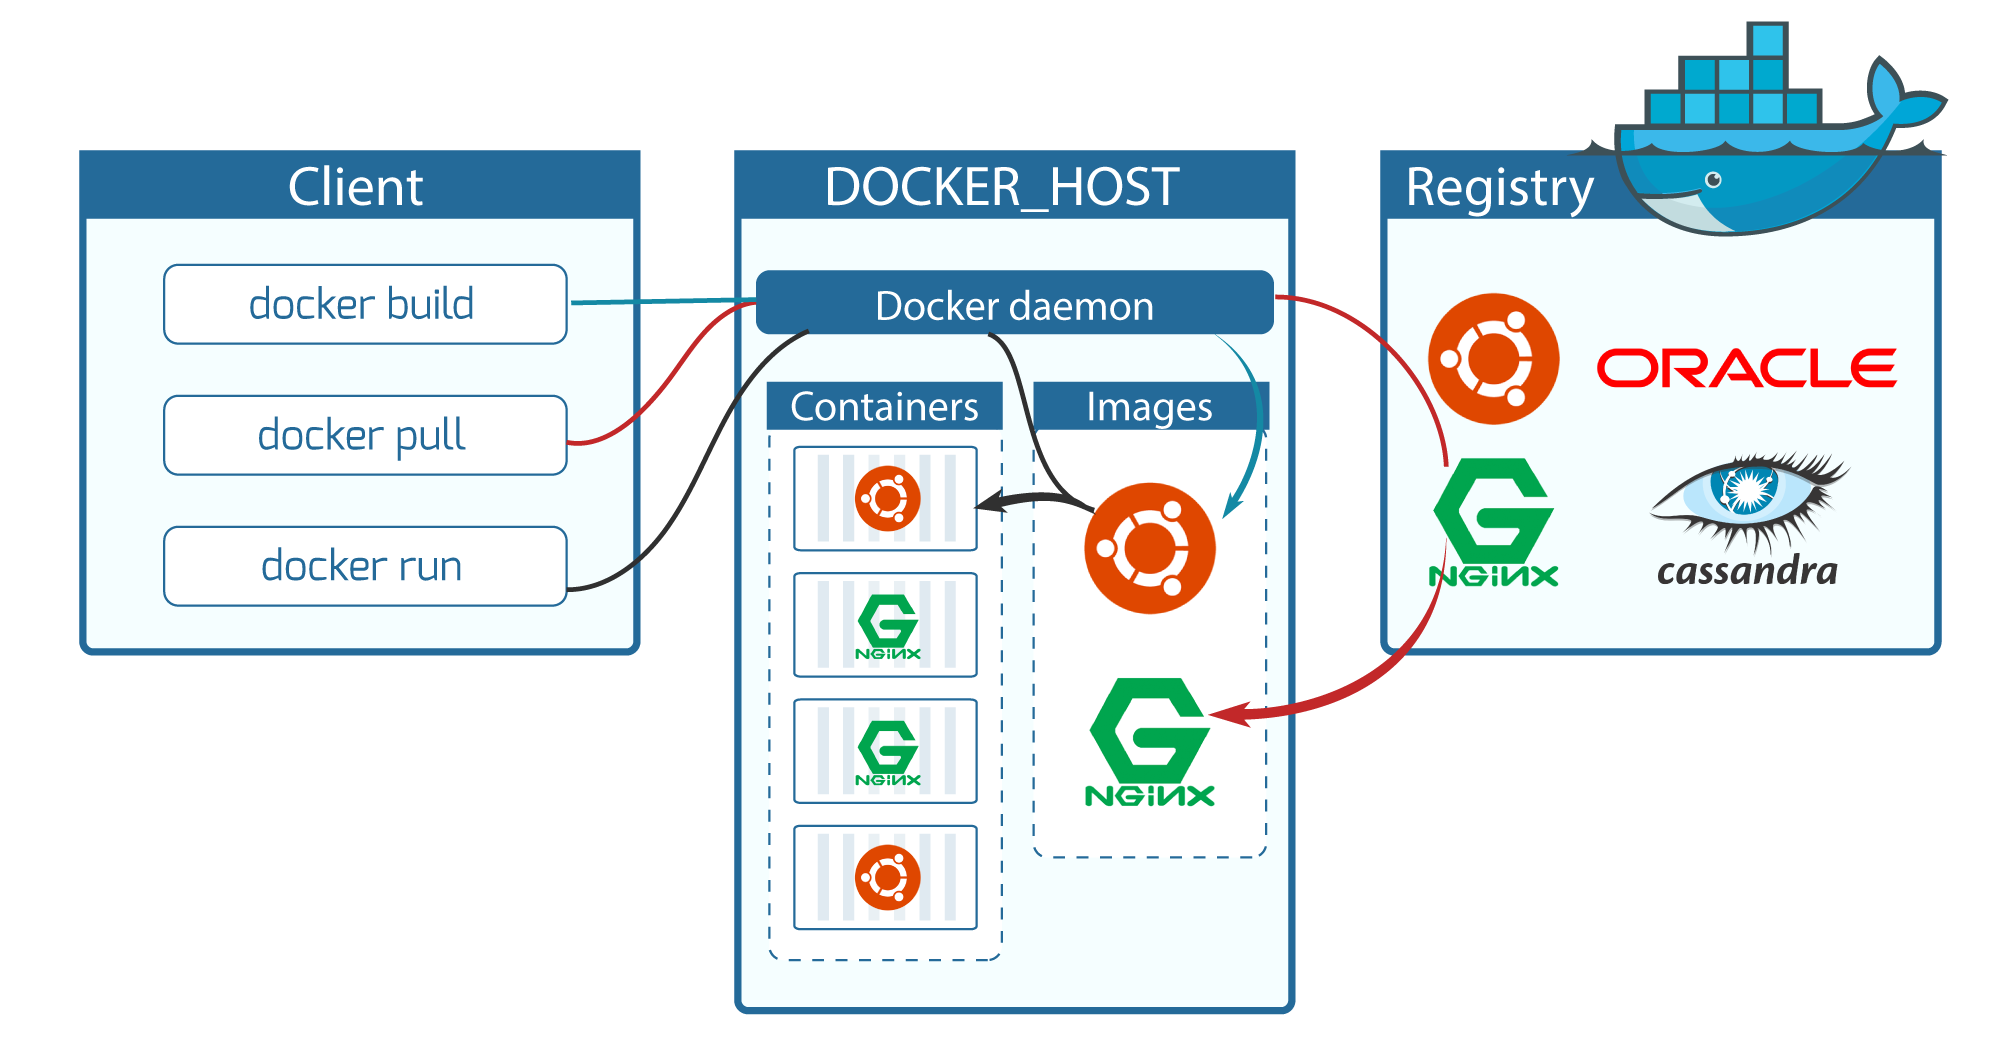 Client
docker build
docker pull
docker run
DOCKER_HOST
Docker daemon
Containers
NGiNX
NGiNX
Images
NGiNX
Registry
ORACLE
NGiNX
cassandra